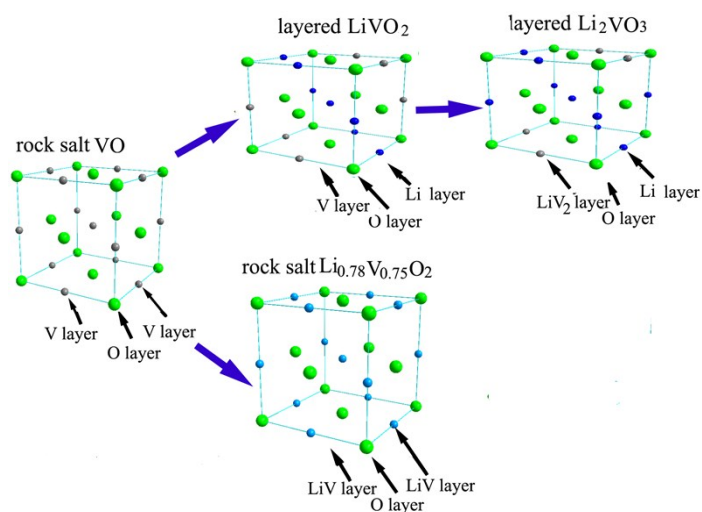 layered LiVO₂
layered Li₂VO₃
rock salt VO
V layer
O layer
Li layer
LiV₂ layer
O layer
Li layer
rock salt Li₀.₇₈V₀.₇₅O₂
V layer
O layer
V layer
LiV layer
O layer
LiV layer